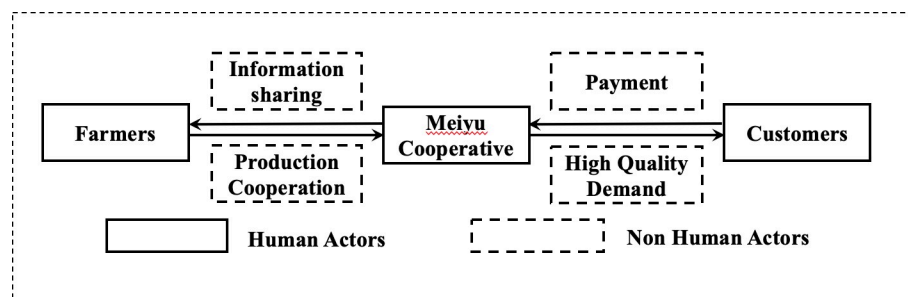 Information
sharing
Payment
Farmers
Meiyu
Cooperative
Customers
Production
Cooperation
High Quality
Demand
Human Actors
Non Human Actors